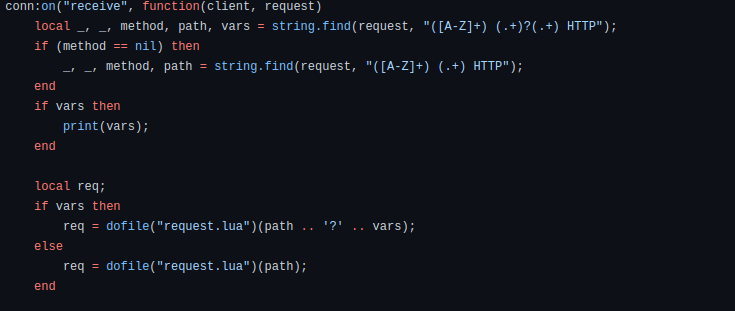 conn:on("receive", function(client, request)
    local _, _, method, path, vars = string.find(request, "([A-Z]+) (.+)?(.+) HTTP");
    if (method == nil) then
        _, _, method, path = string.find(request, "([A-Z]+) (.+) HTTP");
    end
    if vars then
        print(vars);
    end

    local req;
    if vars then
        req = dofile("request.lua")(path .. '?' .. vars);
    else
        req = dofile("request.lua")(path);
    end